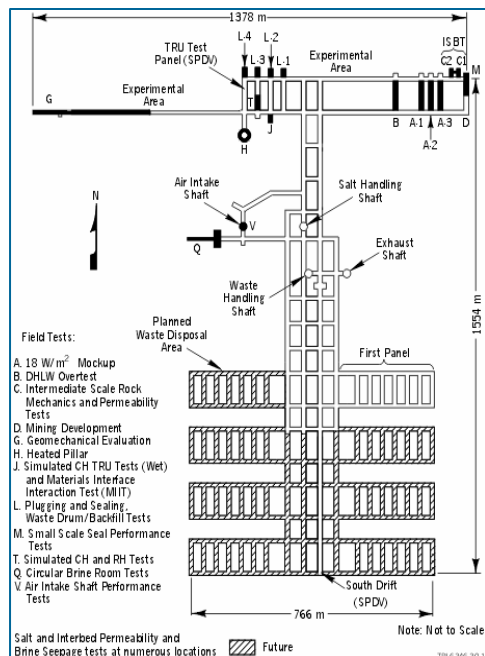 1378 m
L-4
L-2
L-3
L-1
TRU Test
Panel (SPDV)
Experimental
Area
IS BT
C2 C1
M
Experimental
Area
G
T
H
J
B
A-1
A-3
A-2
D
N
Air Intake
Shaft
V
Salt Handling
Shaft
Q
Exhaust
Shaft
Waste
Handling
Shaft
1554 m
Planned
Waste Disposal
Area
First Panel
Field Tests:
A. 18 W/m² Mockup
B. DHLW Overtest
C. Intermediate Scale Rock
Mechanics and Permeability
Tests
D. Mining Development
G. Geomechanical Evaluation
H. Heated Pillar
J. Simulated CH TRU Tests (Wet)
and Materials Interface
Interaction Test (MIIT)
L. Plugging and Sealing,
Waste Drum/Backfill Tests
M. Small Scale Seal Performance
Tests
T. Simulated CH and RH Tests
Q. Circular Brine Room Tests
V. Air Intake Shaft Performance
Tests
South Drift
(SPDV)
766 m
Note: Not to Scale
Salt and Interbed Permeability and
Brine Seepage tests at numerous locations
Future